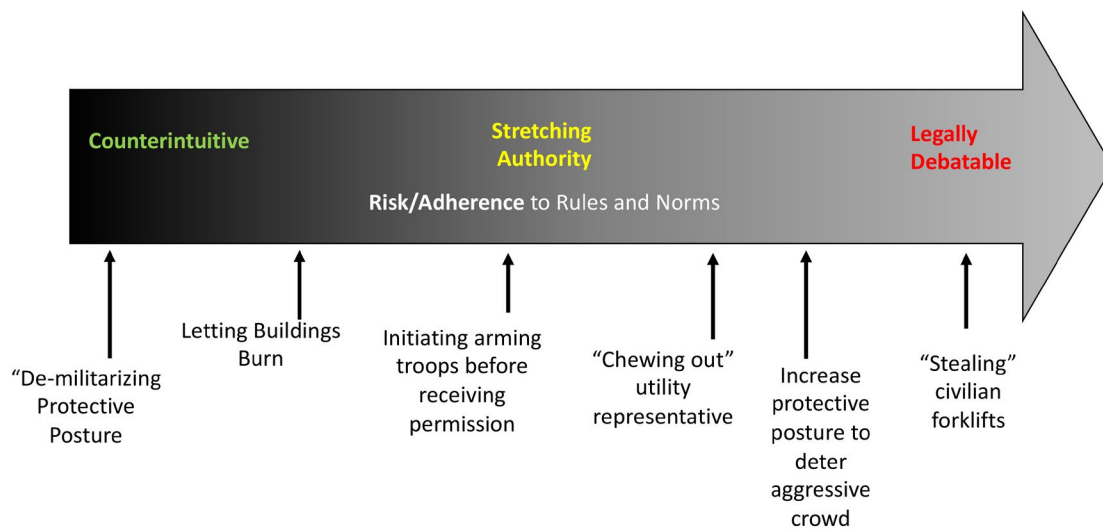 Counterintuitive
Stretching
Authority
Legally
Debatable
Risk/Adherence to Rules and Norms
“De-militarizing
Protective
Posture
Letting Buildings
Burn
Initiating arming
troops before
receiving
permission
“Chewing out”
utility
representative
Increase
protective
posture to
deter
aggressive
crowd
“Stealing”
civilian
forklifts